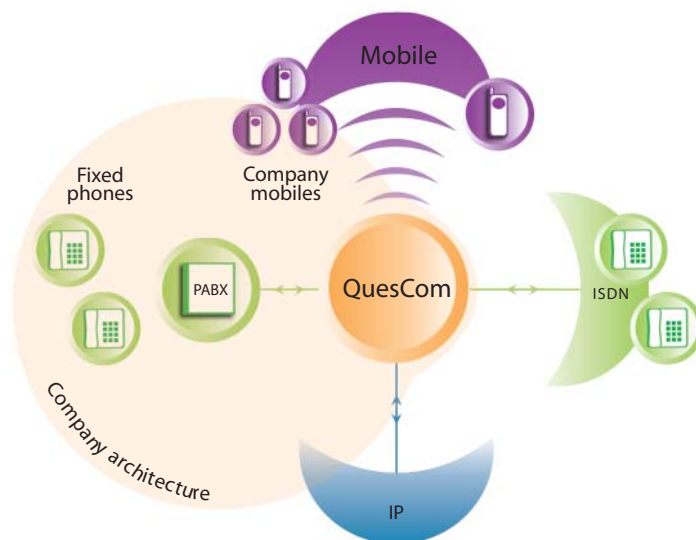 Mobile
Fixed
phones
Company
mobiles
PABX
QuesCom
ISDN
Company architecture
IP